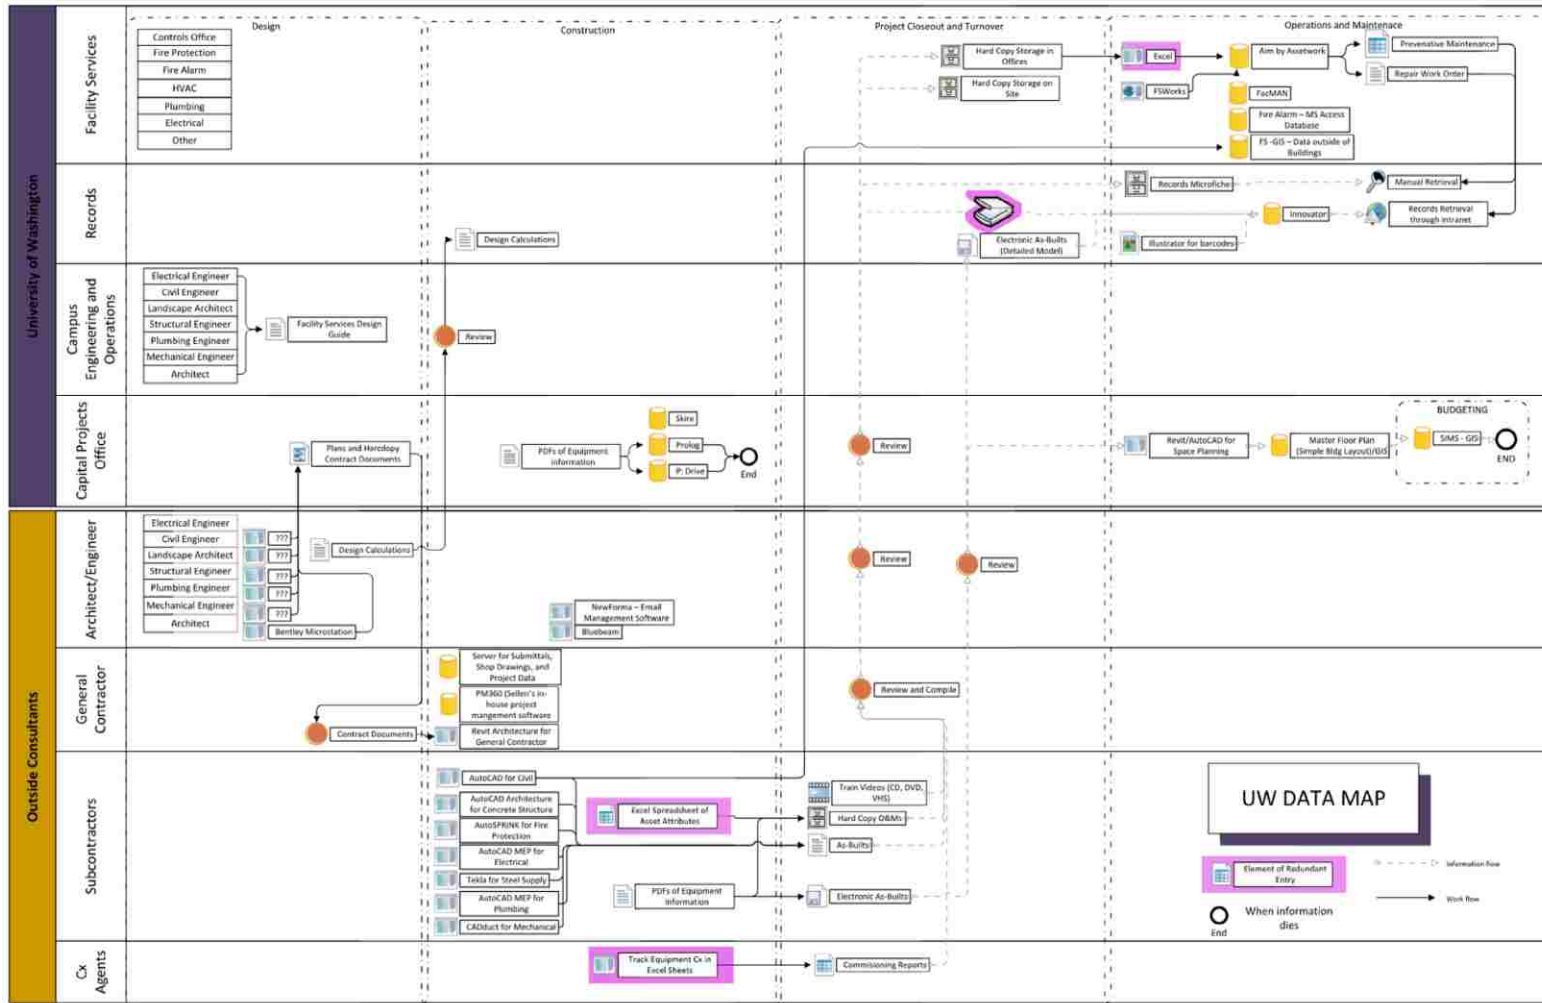 Design
Construction
Project Closeout and Turnover
Operations and Maintenace
University of Washington
Facility Services
Controls Office
Fire Protection
Fire Alarm
HVAC
Plumbing
Electrical
Other
Hard Copy Storage in
Offices
Hard Copy Storage on
Site
Excel
FSWorks
Aim by Assetwork
FacMAN
Fire Alarm – MS Access
Database
FS -GIS – Data outside of
Buildings
Prevenative Maintenance
Repair Work Order
Records
Design Calculations
Electronic As-Builts
(Detailed Model)
Records Microfiche
Innovator
Illustrator for barcodes
Manual Retrieval
Records Retrieval
through intranet
Campus
Engineering and
Operations
Electrical Engineer
Civil Engineer
Landscape Architect
Structural Engineer
Plumbing Engineer
Mechanical Engineer
Architect
Facility Services Design
Guide
Review
Capital Projects
Office
Plans and Hardopy
Contract Documents
PDFs of Equipment
information
Skire
Prolog
P: Drive
End
Review
Revit/AutoCAD for
Space Planning
Master Floor Plan
(Simple Bldg Layout)/GIS
BUDGETING
SIMS - GIS
END
Outside Consultants
Architect/Engineer
Electrical Engineer
Civil Engineer
Landscape Architect
Structural Engineer
Plumbing Engineer
Mechanical Engineer
Architect
???
???
???
???
???
Bentley Microstation
Design Calculations
NewForma – Email
Management Software
Bluebeam
Review
Review
General
Contractor
Contract Documents
Server for Submittals,
Shop Drawings, and
Project Data
PM360 (Sellen's in-
house project
mangement software
Revit Architecture for
General Contractor
Review and Compile
Subcontractors
AutoCAD for Civil
AutoCAD Architecture
for Concrete Structure
AutoSPRINK for Fire
Protection
AutoCAD MEP for
Electrical
Tekla for Steel Supply
AutoCAD MEP for
Plumbing
CADduct for Mechanical
Excel Spreadsheet of
Asset Attributes
PDFs of Equipment
Information
Train Videos (CD, DVD,
VHS)
Hard Copy O&Ms
As-Builts
Electronic As-Builts
UW DATA MAP
Element of Redundant
Entry
Information flow
Work flow
End
When information
dies
Cx
Agents
Track Equipment Cx in
Excel Sheets
Commisioning Reports